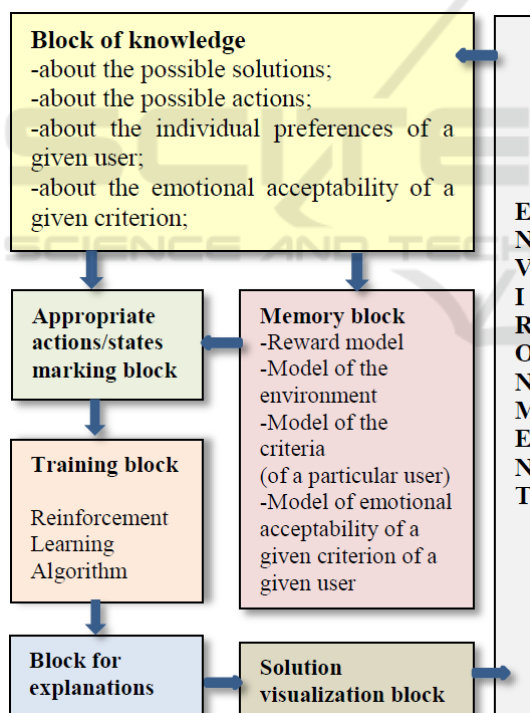 Block of knowledge
-about the possible solutions;
-about the possible actions;
-about the individual preferences of a
given user;
-about the emotional acceptability of a
given criterion;
SCIENCE AND TECH
Appropriate
actions/states
marking block
Memory block
-Reward model
-Model of the
environment
-Model of the
criteria
(of a particular user)
-Model of emotional
acceptability of a
given criterion of a
given user
Training block
Reinforcement
Learning
Algorithm
Block for
explanations
Solution
visualization block
E
N
V
I
R
O
N
M
E
N
T